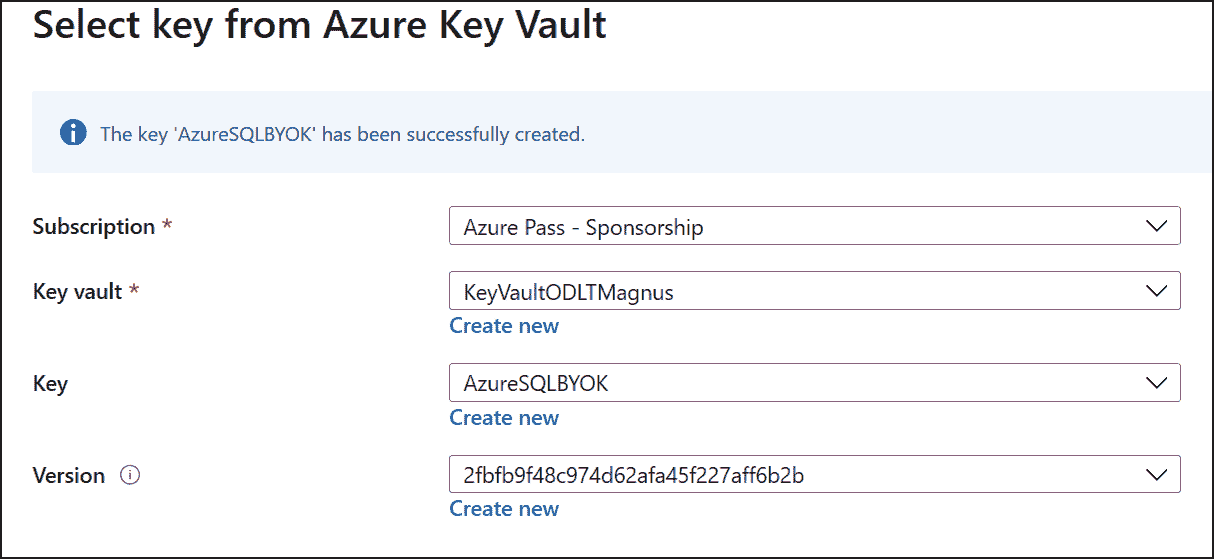 Select key from Azure Key Vault
The key 'AzureSQLBYOK' has been successfully created.
Subscription *
Azure Pass - Sponsorship
Key vault *
KeyVaultODLTMagnus
Create new
Key
AzureSQLBYOK
Create new
Version
2fbfb9f48c974d62afa45f227aff6b2b
Create new